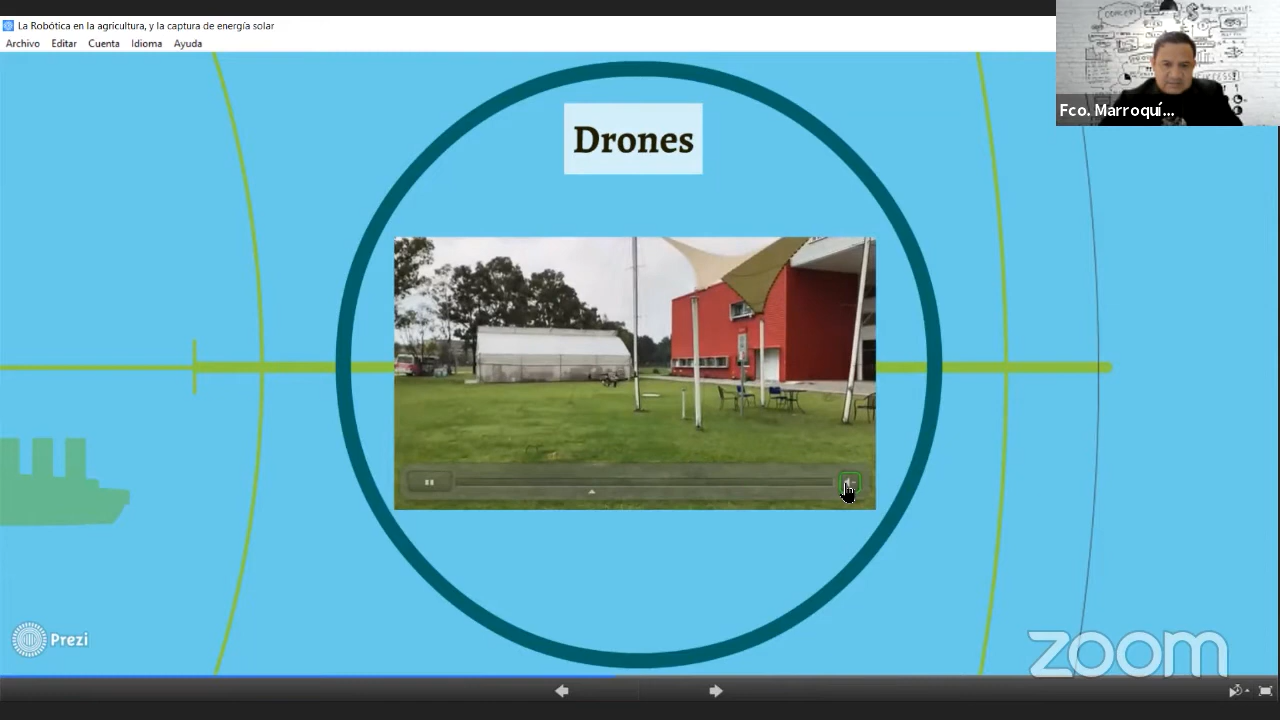 La Robótica en la agricultura, y la captura de energía solar
Archivo Editar Cuenta Idioma Ayuda
Fco. Marroquí...
Drones
Prezi
zoom